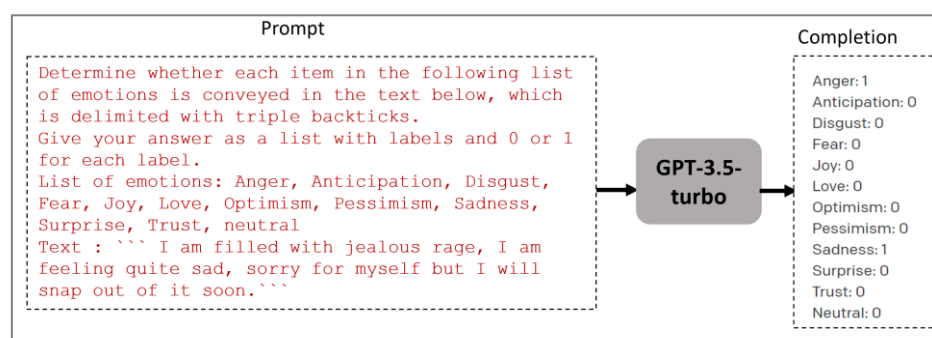 Prompt
Determine whether each item in the following list
of emotions is conveyed in the text below, which
is delimited with triple backticks.
Give your answer as a list with labels and 0 or 1
for each label.
List of emotions: Anger, Anticipation, Disgust,
Fear, Joy, Love, Optimism, Pessimism, Sadness,
Surprise, Trust, neutral
Text : ``` I am filled with jealous rage, I am
feeling quite sad, sorry for myself but I will
snap out of it soon.```
GPT-3.5-
turbo
Completion
Anger: 1
Anticipation: 0
Disgust: 0
Fear: 0
Joy: 0
Love: 0
Optimism: 0
Pessimism: 0
Sadness: 1
Surprise: 0
Trust: 0
Neutral: 0